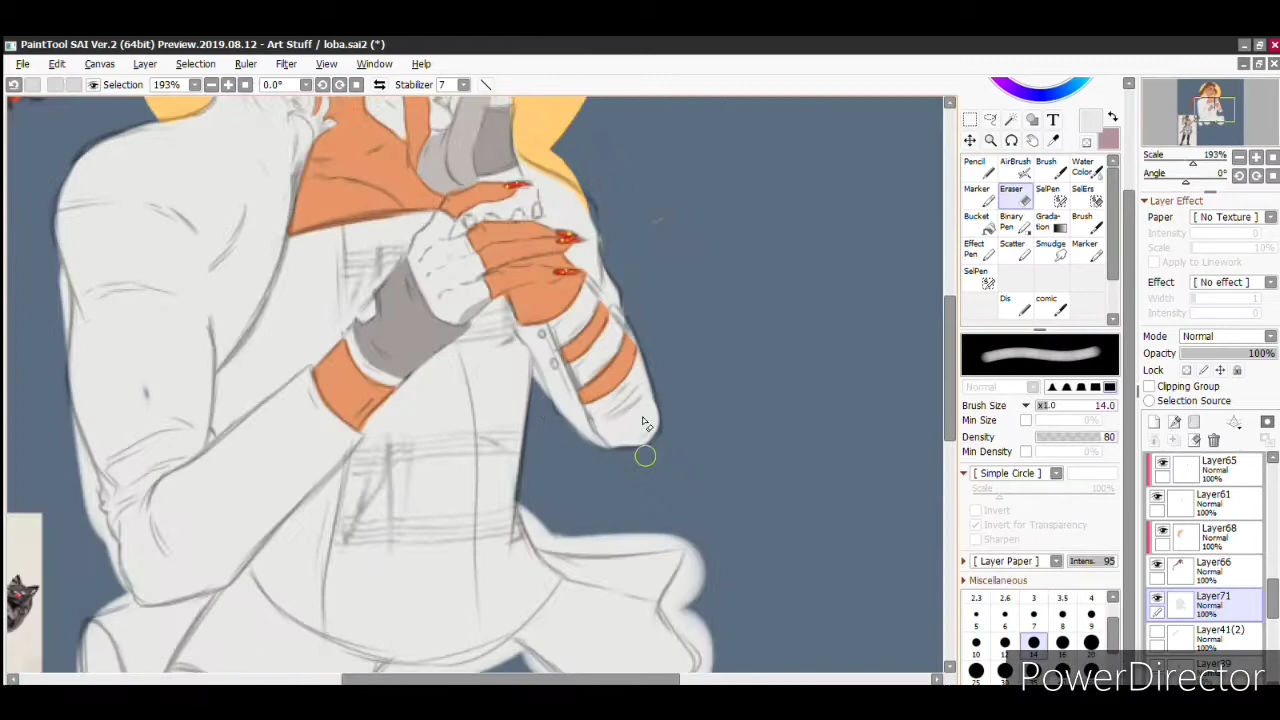 PaintTool SAI Ver.2 (64bit) Preview.2019.08.12 - Art Stuff / loba.sai2 (*)
File Edit Canvas Layer Selection Ruler Filter View Window Help
Selection 193% 0.0° Stabilizer 7
T
Pencil AirBrush Brush Water Color
Marker Eraser SelPen SelErs
Bucket Binary Pen Grada-tion Brush
Effect Pen Scatter Smudge Marker
SelPen
Dis comic
Normal
Brush Size x1.0 14.0
Min Size 0%
Density 80
Min Density 0%
[ Simple Circle ]
Scale 100%
Invert
Invert for Transparency
Sharpen
[ Layer Paper ] Intens. 95
Miscellaneous
2.3 2.6 3 3.5 4
5 6 7 8 9
10 12 14 16 20
25 30
Scale 193%
Angle 0°
Layer Effect
Paper [ No Texture ]
Intensity 0
Scale 10%
Apply to Linework
Effect [ No effect ]
Width 1
Intensity 0
Mode Normal
Opacity 100%
Lock
Clipping Group
Selection Source
Layer65
Normal
100%
Layer61
Normal
100%
Layer68
Normal
100%
Layer66
Normal
100%
Layer71
Normal
100%
Layer41(2)
Normal
100%
PowerDirector